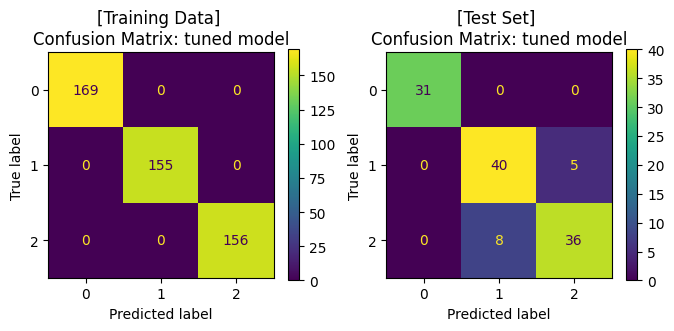 [Training Data]
Confusion Matrix: tuned model
0
1
2
True label
169 0 0
0 155 0
0 0 156
0 1 2
Predicted label
150
125
100
75
50
25
0
[Test Set]
Confusion Matrix: tuned model
0
1
2
True label
31 0 0
0 40 5
0 8 36
0 1 2
Predicted label
40
35
30
25
20
15
10
5
0